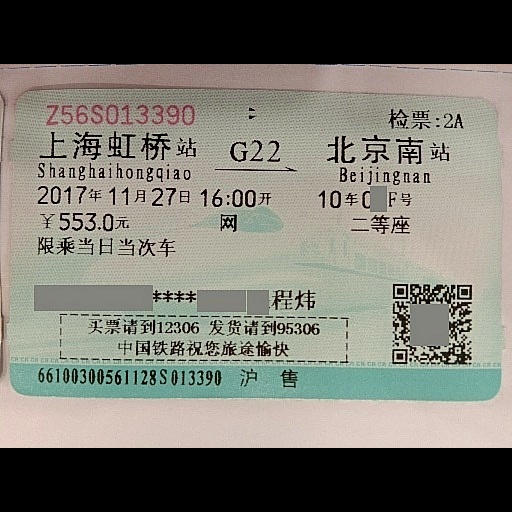 Z56S013390 检票:2A
上海虹桥站 G22 北京南站
Shanghaihongqiao Beijingnan
2017年11月27日 16:00开 10车0 F号
¥553.0元 网 二等座
限乘当日当次车
**** 程炜
买票请到12306 发货请到95306
中国铁路祝您旅途愉快
66100300561128S013390 沪 售